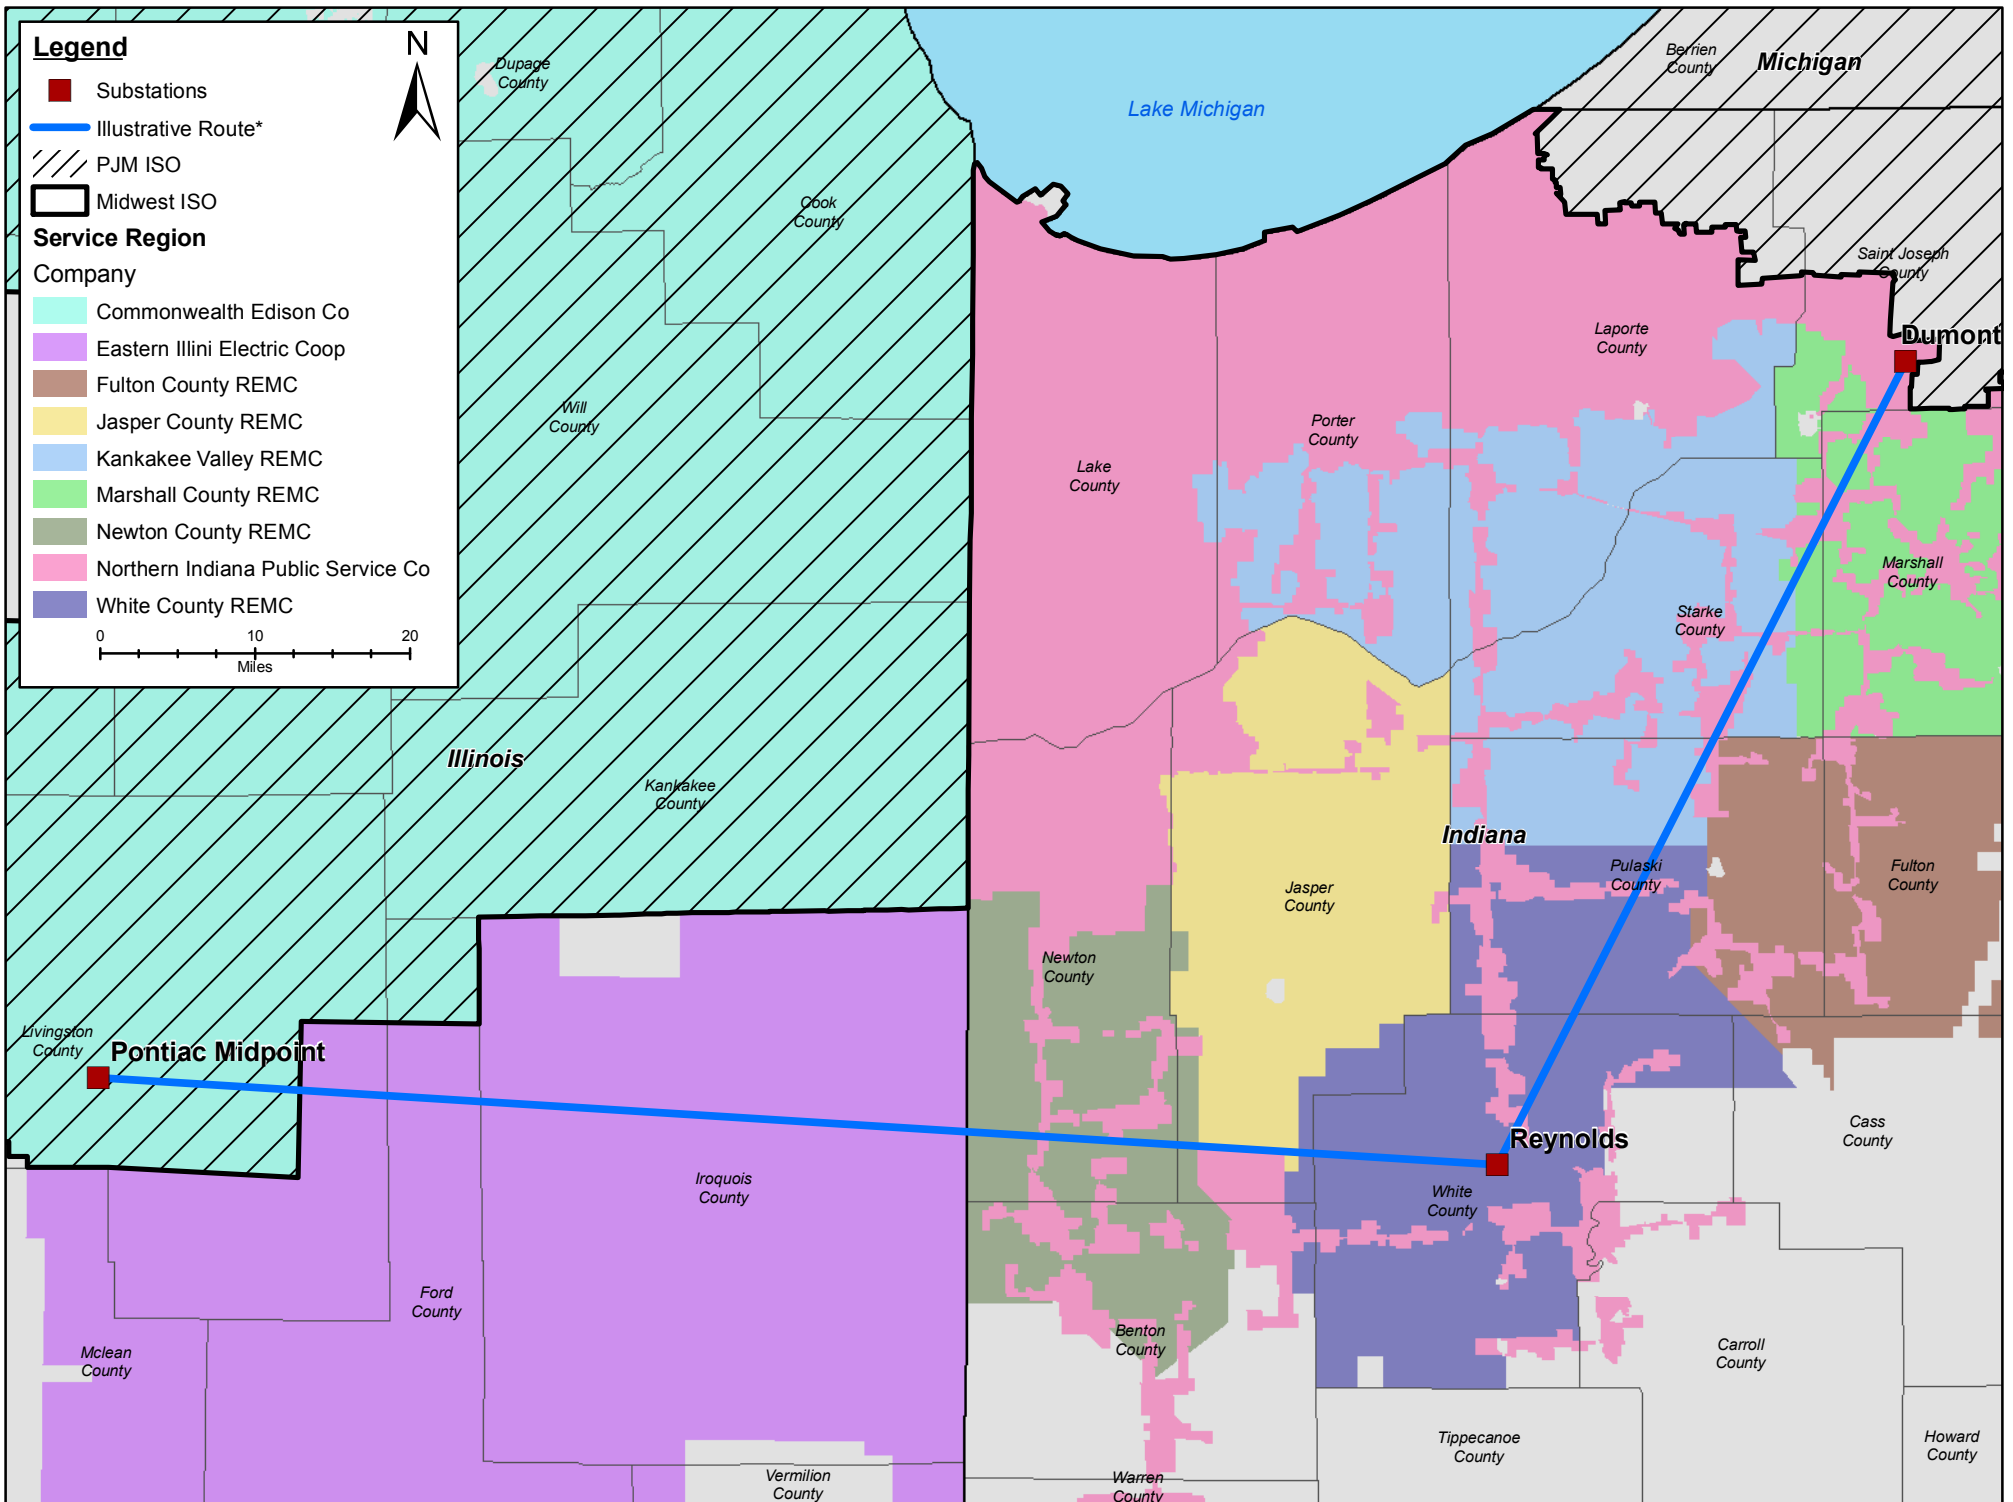 Legend
N
Substations
Illustrative Route*
PJM ISO
Midwest ISO
Service Region
Company
Commonwealth Edison Co
Eastern Illini Electric Coop
Fulton County REMC
Jasper County REMC
Kankakee Valley REMC
Marshall County REMC
Newton County REMC
Northern Indiana Public Service Co
White County REMC
0 10 20
Miles
Dupage
County
Cook
County
Will
County
Illinois
Kankakee
County
Livingston
County
Pontiac Midpoint
Iroquois
County
Ford
County
Mclean
County
Vermilion
County
Lake Michigan
Berrien
County
Michigan
Saint Joseph
County
Dumont
Laporte
County
Porter
County
Lake
County
Marshall
County
Starke
County
Indiana
Pulaski
County
Fulton
County
Jasper
County
Newton
County
Cass
County
Reynolds
White
County
Benton
County
Carroll
County
Tippecanoe
County
Howard
County
Warren
County